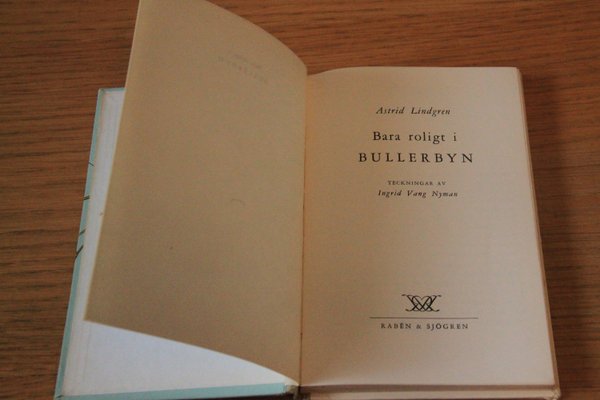 Astrid Lindgren
Bara roligt i
BULLERBYN
TECKNINGAR AV
Ingrid Vang Nyman
RABÉN & SJÖGREN